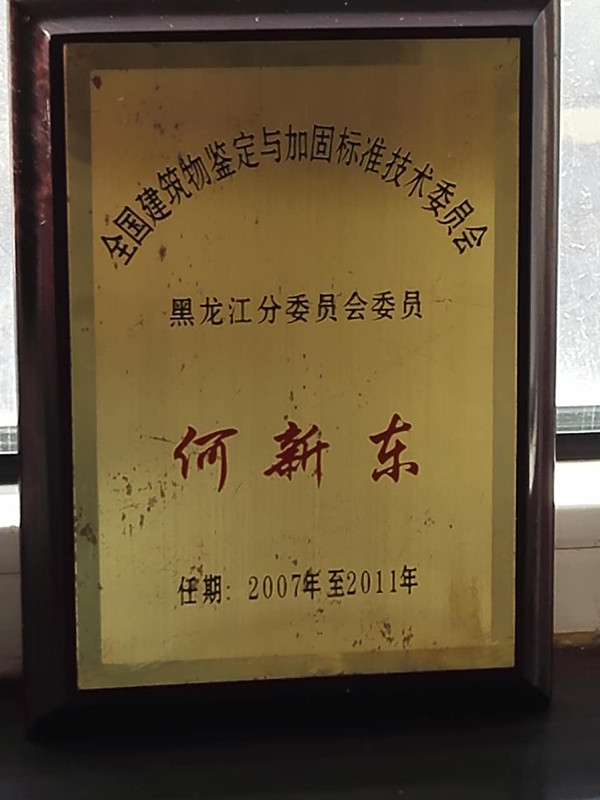 全国建筑物鉴定与加固标准技术委员会
黑龙江分委员会委员
何新东
任期: 2007年至2011年